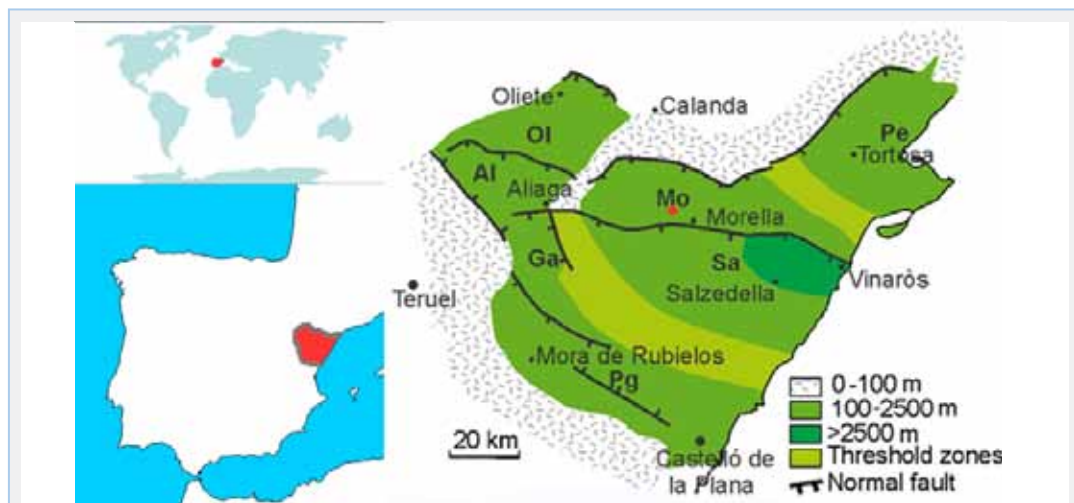 Oliete
Calanda
Ol
Pe
Tortosa
Al
Aliaga
Mo
Morella
Ga
Sa
Vinaròs
Salzedella
Teruel
Mora de Rubielos
Pg
20 km
Castelló de
la Plana
0-100 m
100-2500 m
>2500 m
Threshold zones
Normal fault